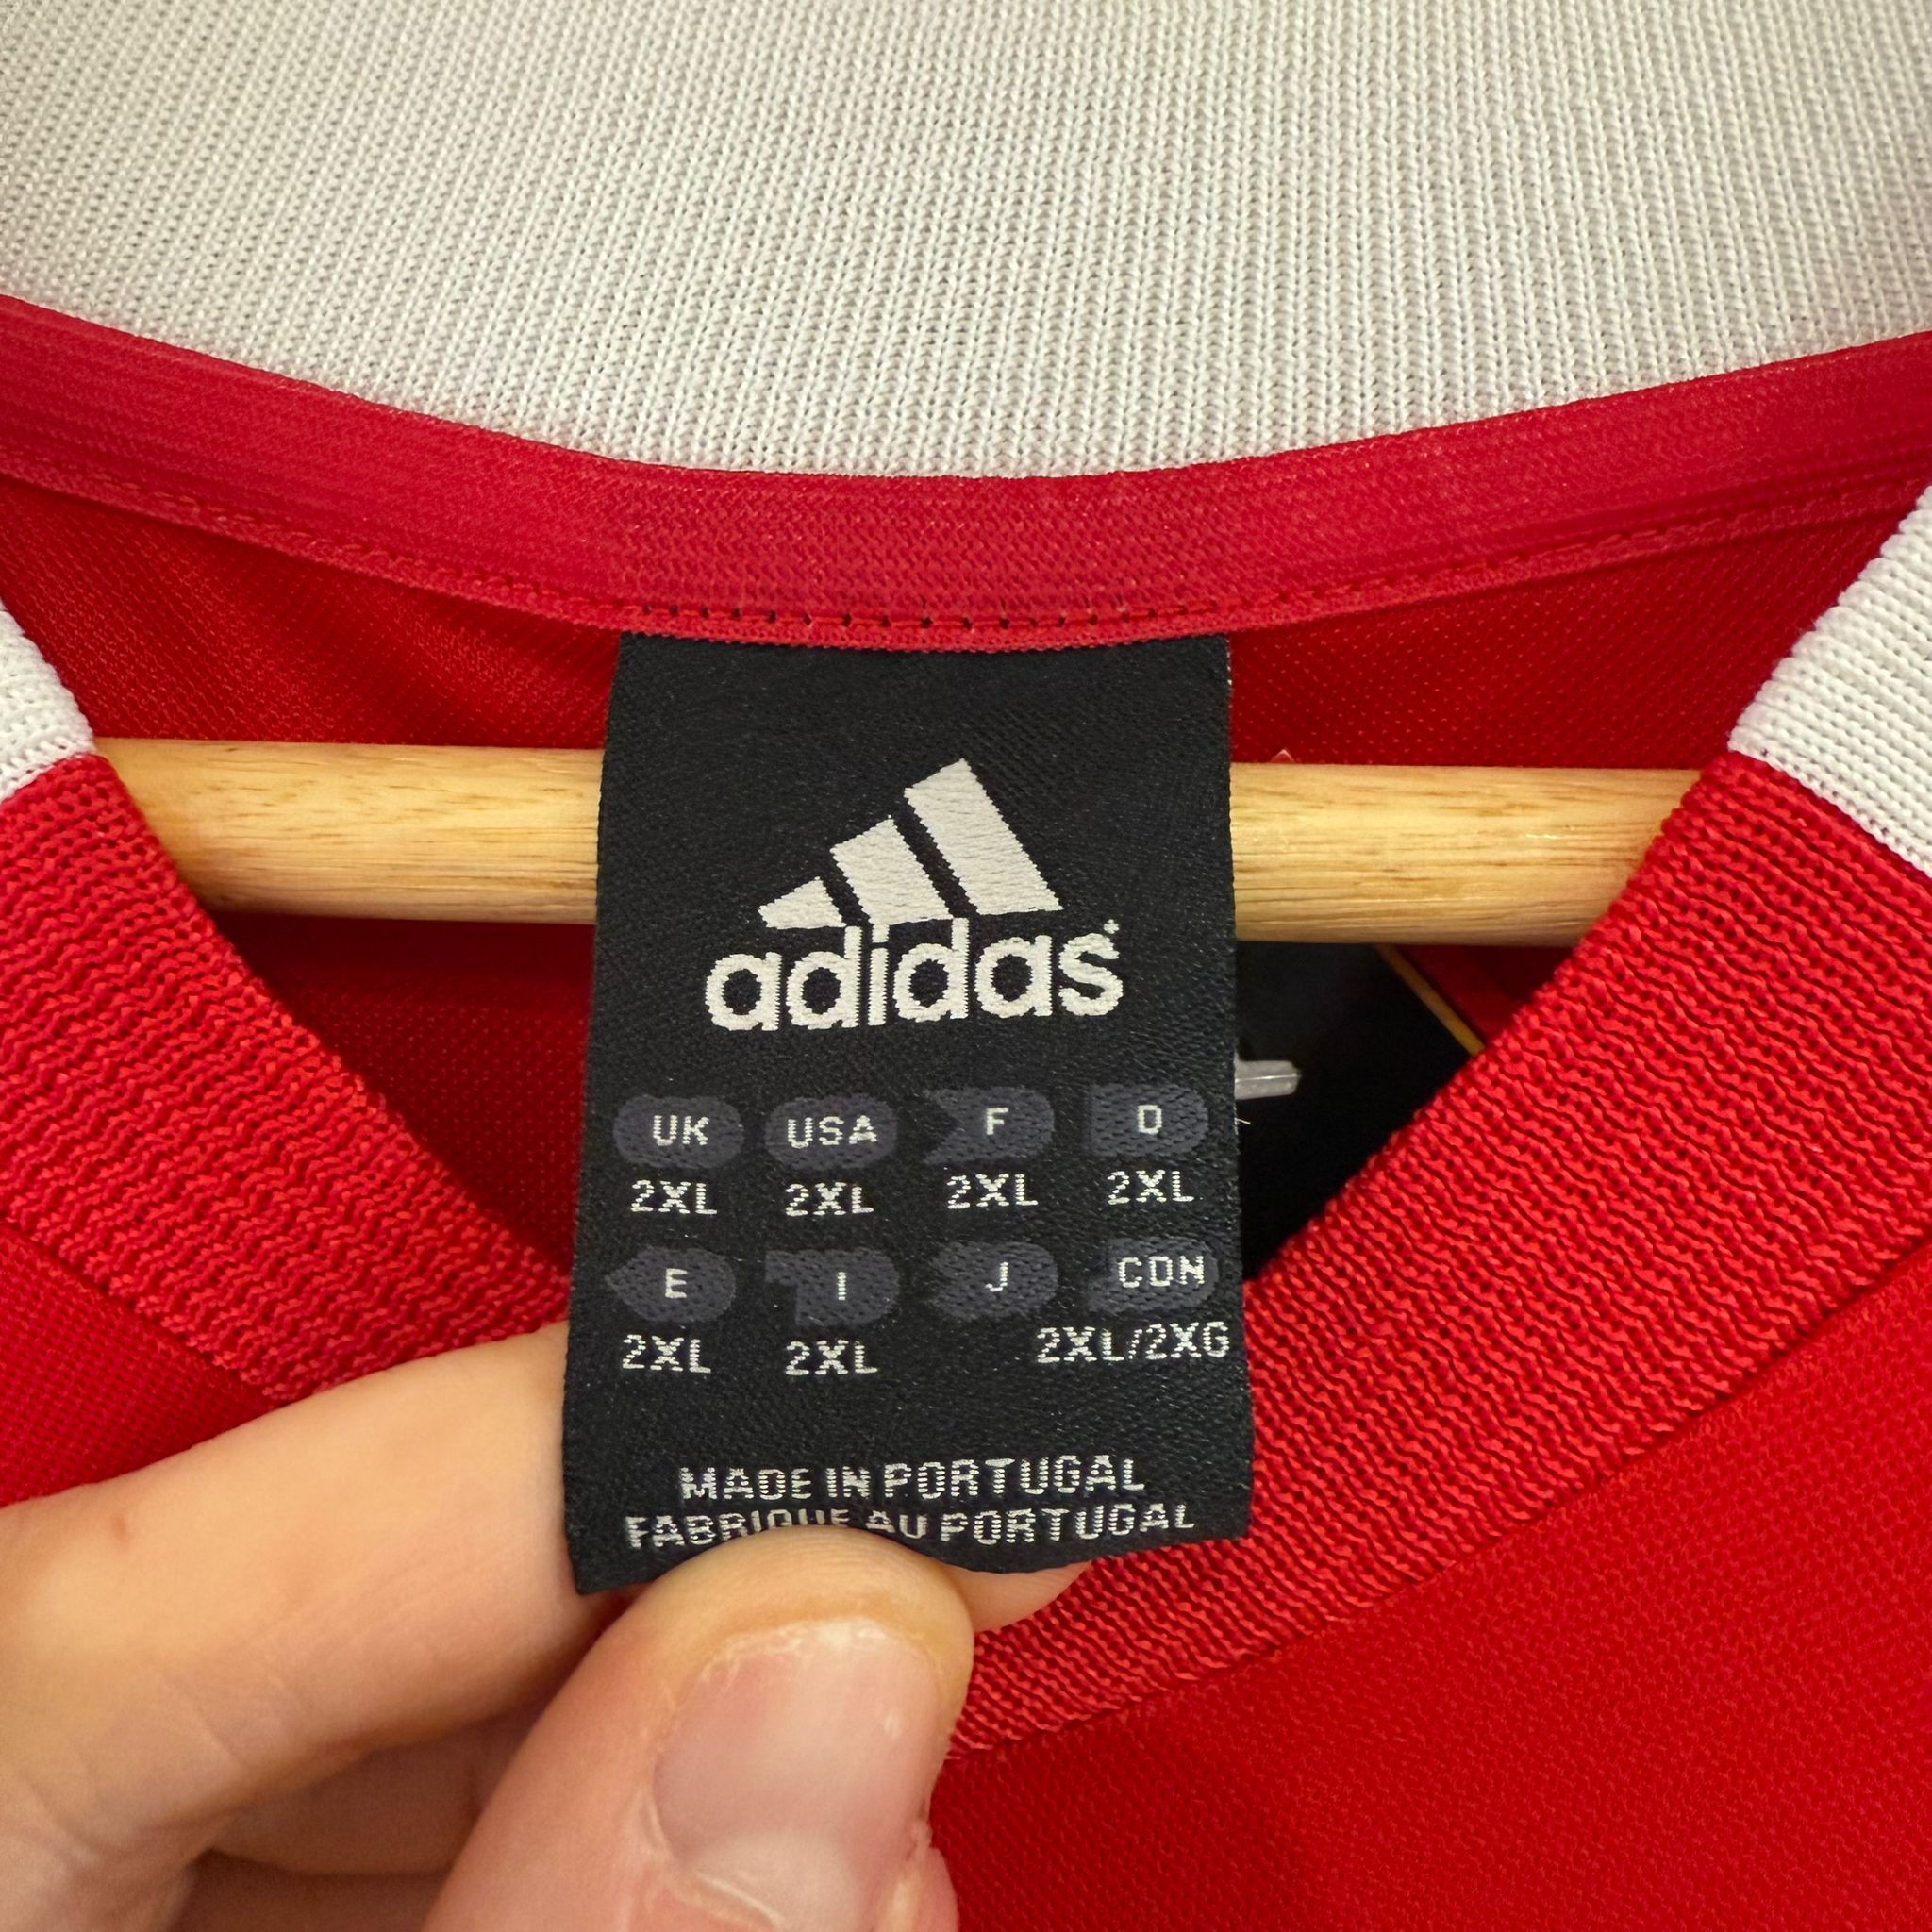 adidas
UK USA F D
2XL 2XL 2XL 2XL
E I J CDN
2XL 2XL 2XL/2XG
MADE IN PORTUGAL
FABRIQUE AU PORTUGAL